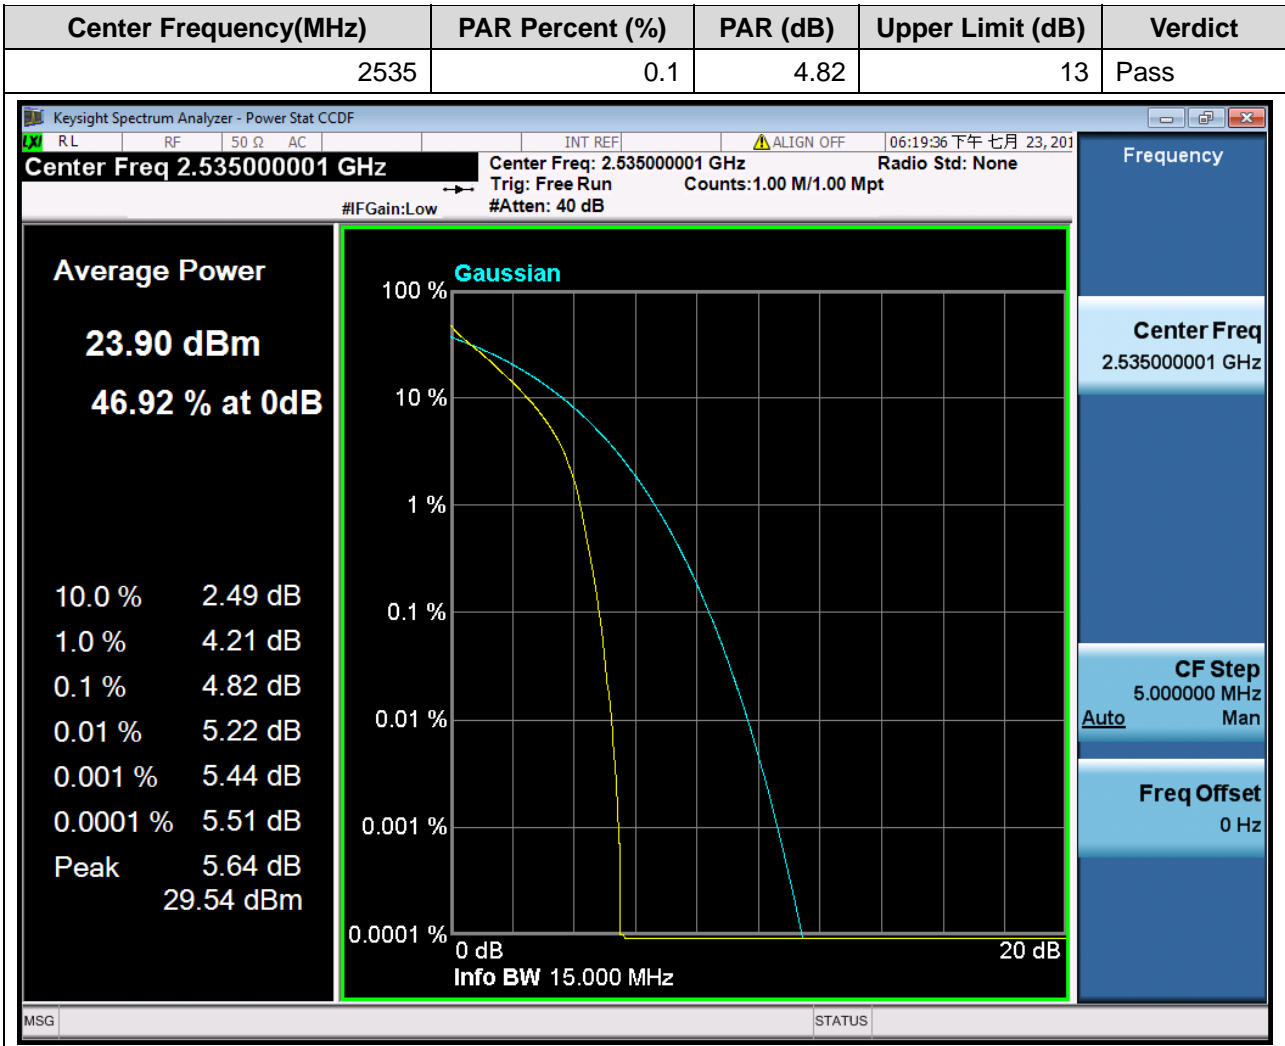 Center Frequency(MHz) PAR Percent (%) PAR (dB) Upper Limit (dB) Verdict
2535 0.1 4.82 13 Pass
Keysight Spectrum Analyzer - Power Stat CCDF
LXI RL RF 50 Ω AC INT REF ALIGN OFF 06:19:36 下午 七月 23, 201
Center Freq 2.535000001 GHz
#IFGain:Low
Center Freq: 2.535000001 GHz Radio Std: None
Trig: Free Run Counts:1.00 M/1.00 Mpt
#Atten: 40 dB
Average Power
23.90 dBm
46.92 % at 0dB
10.0 % 2.49 dB
1.0 % 4.21 dB
0.1 % 4.82 dB
0.01 % 5.22 dB
0.001 % 5.44 dB
0.0001 % 5.51 dB
Peak 5.64 dB
29.54 dBm
Gaussian
100 %
10 %
1 %
0.1 %
0.01 %
0.001 %
0.0001 %
0 dB 20 dB
Info BW 15.000 MHz
Frequency
Center Freq
2.535000001 GHz
CF Step
5.000000 MHz
Auto Man
Freq Offset
0 Hz
MSG STATUS